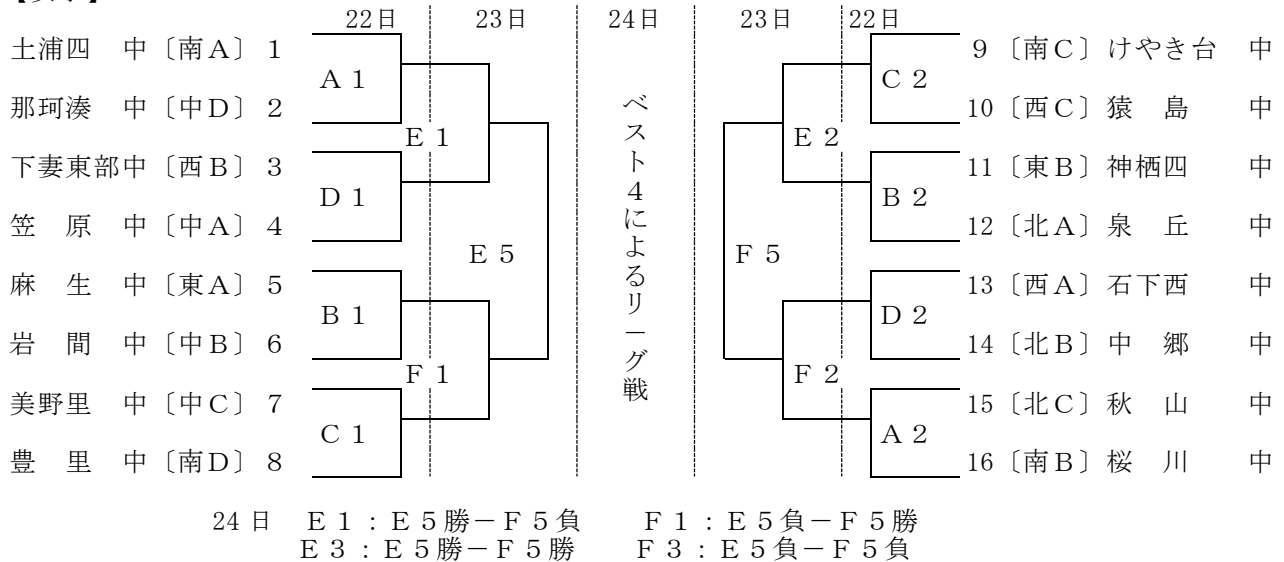 22日 23日 24日 23日 22日
土浦四 中〔南A〕1
A1
那珂湊 中〔中D〕2
E1
下妻東部中〔西B〕3
D1
笠 原 中〔中A〕4
E5
麻 生 中〔東A〕5
B1
岩 間 中〔中B〕6
F1
美野里 中〔中C〕7
C1
豊 里 中〔南D〕8
ベスト4によるリーグ戦
9〔南C〕けやき台 中
C2
10〔西C〕猿 島 中
E2
11〔東B〕神栖四 中
B2
12〔北A〕泉 丘 中
F5
13〔西A〕石下西 中
D2
14〔北B〕中 郷 中
F2
15〔北C〕秋 山 中
A2
16〔南B〕桜 川 中
24日 E1:E5勝-F5負 F1:E5負-F5勝
E3:E5勝-F5勝 F3:E5負-F5負